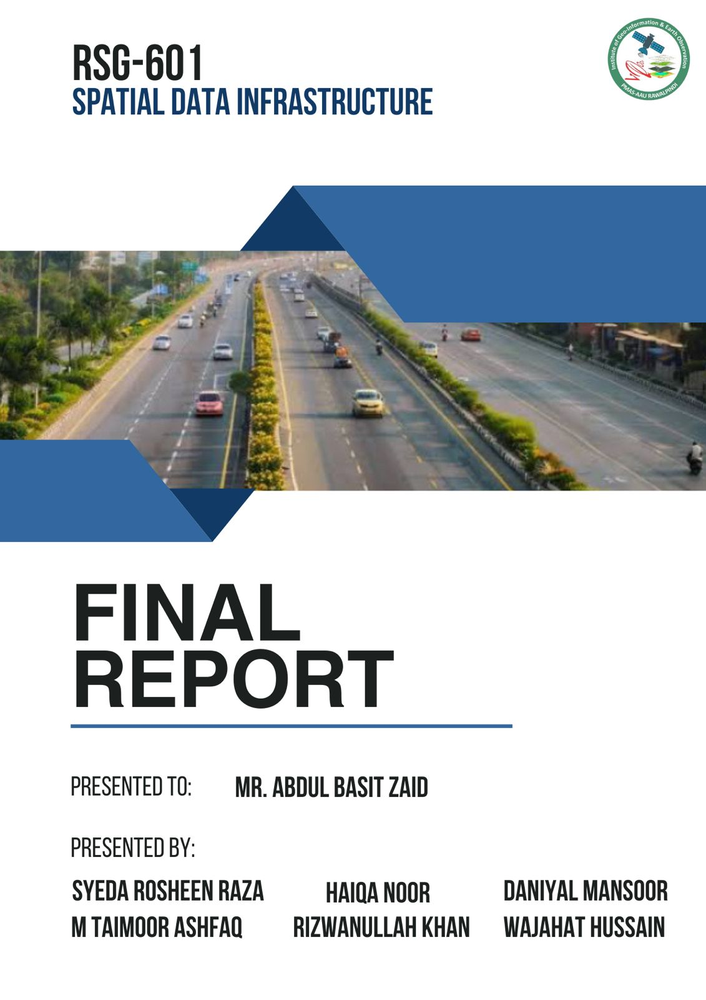 RSG-601
SPATIAL DATA INFRASTRUCTURE
Institute of Geo-Information & Earth Observation
PMAS-AAU RAWALPINDI
FINAL
REPORT
PRESENTED TO: MR. ABDUL BASIT ZAID
PRESENTED BY:
SYEDA ROSHEEN RAZA HAIQA NOOR DANIYAL MANSOOR
M TAIMOOR ASHFAQ RIZWANULLAH KHAN WAJAHAT HUSSAIN